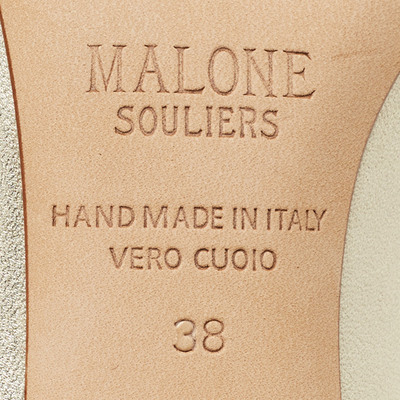 MALONE
SOULIERS
HAND MADE IN ITALY
VERO CUOIO
38